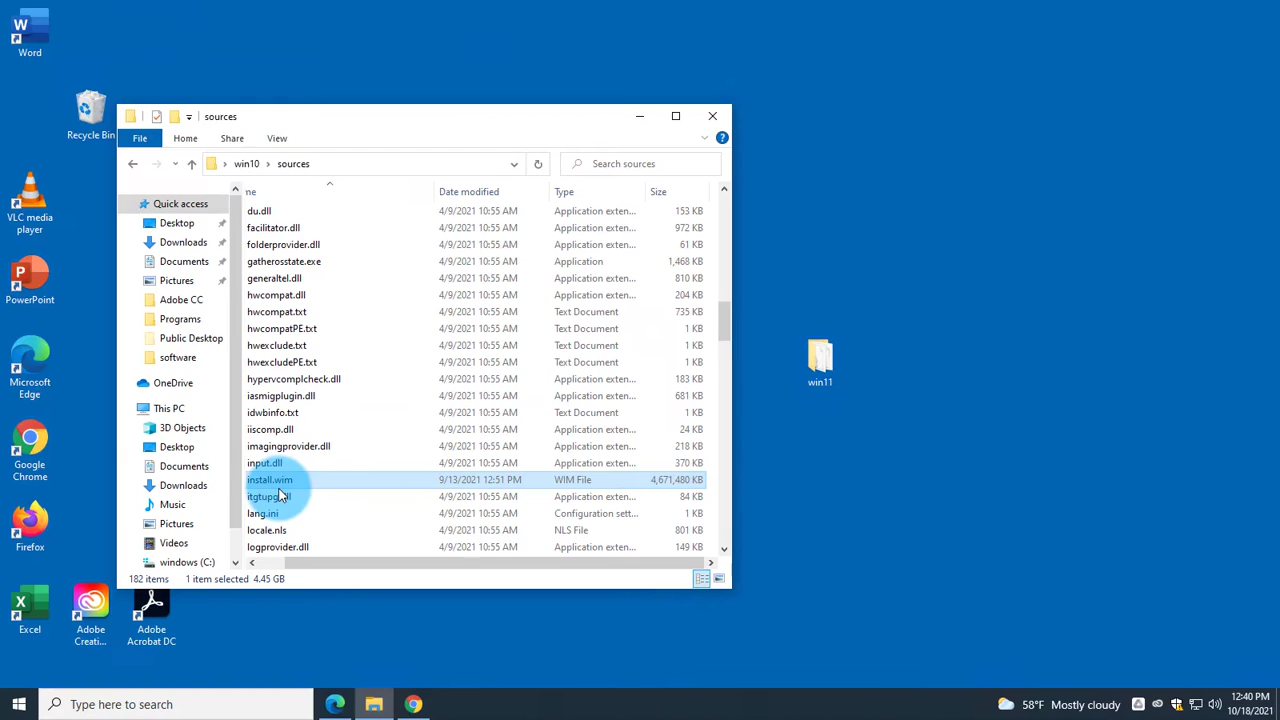 Word
Recycle Bin
VLC media
player
PowerPoint
Microsoft
Edge
Google
Chrome
Firefox
Excel
Adobe
Creati...
Adobe
Acrobat DC
win11
sources
File Home Share View
win10 › sources
Search sources
Quick access
Desktop
Downloads
Documents
Pictures
Adobe CC
Programs
Public Desktop
software
OneDrive
This PC
3D Objects
Desktop
Documents
Downloads
Music
Pictures
Videos
windows (C:)
me Date modified Type Size
du.dll 4/9/2021 10:55 AM Application exten... 153 KB
facilitator.dll 4/9/2021 10:55 AM Application exten... 972 KB
folderprovider.dll 4/9/2021 10:55 AM Application exten... 61 KB
gatherosstate.exe 4/9/2021 10:55 AM Application 1,468 KB
generaltel.dll 4/9/2021 10:55 AM Application exten... 810 KB
hwcompat.dll 4/9/2021 10:55 AM Application exten... 204 KB
hwcompat.txt 4/9/2021 10:55 AM Text Document 735 KB
hwcompatPE.txt 4/9/2021 10:55 AM Text Document 1 KB
hwexclude.txt 4/9/2021 10:55 AM Text Document 1 KB
hwexcludePE.txt 4/9/2021 10:55 AM Text Document 1 KB
hypervcomplcheck.dll 4/9/2021 10:55 AM Application exten... 183 KB
iasmigplugin.dll 4/9/2021 10:55 AM Application exten... 681 KB
idwbinfo.txt 4/9/2021 10:55 AM Text Document 1 KB
iiscomp.dll 4/9/2021 10:55 AM Application exten... 24 KB
imagingprovider.dll 4/9/2021 10:55 AM Application exten... 218 KB
input.dll 4/9/2021 10:55 AM Application exten... 370 KB
install.wim 9/13/2021 12:51 PM WIM File 4,671,480 KB
itgtupg.dll 4/9/2021 10:55 AM Application exten... 84 KB
lang.ini 4/9/2021 10:55 AM Configuration sett... 1 KB
locale.nls 4/9/2021 10:55 AM NLS File 801 KB
logprovider.dll 4/9/2021 10:55 AM Application exten... 149 KB
182 items 1 item selected 4.45 GB
Type here to search
58°F Mostly cloudy
12:40 PM
10/18/2021